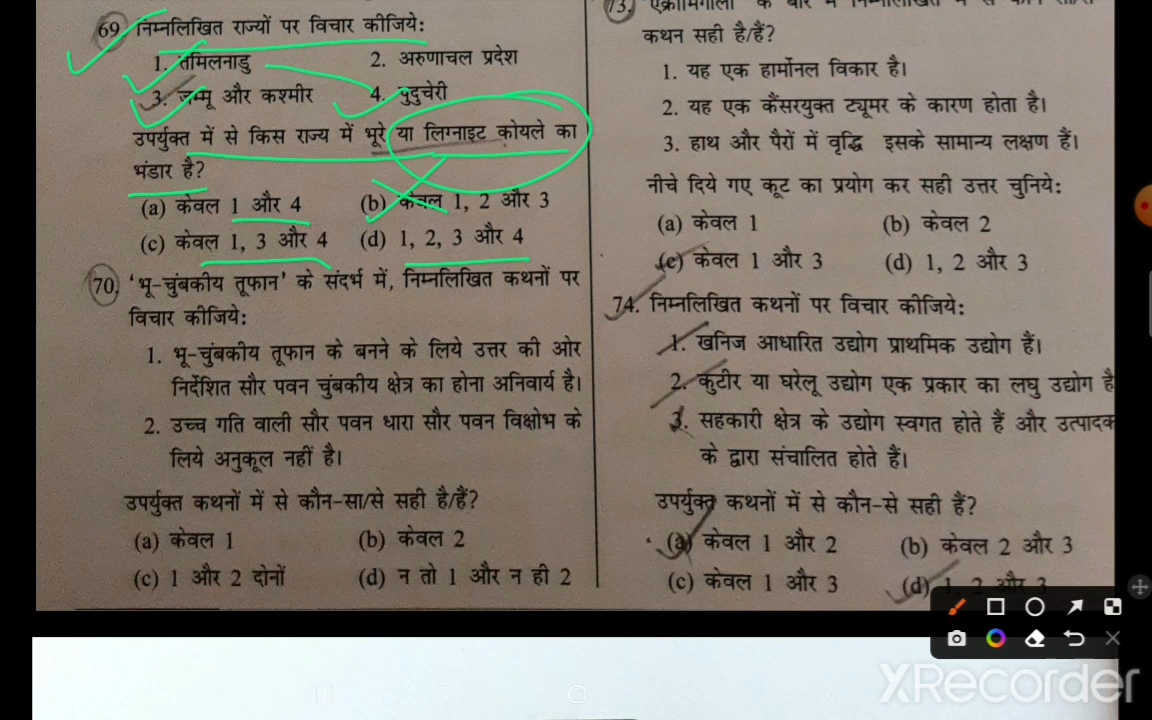 69. निम्नलिखित राज्यों पर विचार कीजिये:
1. तमिलनाडु 2. अरुणाचल प्रदेश
3. जम्मू और कश्मीर 4. पुदुचेरी
उपर्युक्त में से किस राज्य में भूरे या लिग्नाइट कोयले का
भंडार है?
(a) केवल 1 और 4 (b) केवल 1, 2 और 3
(c) केवल 1, 3 और 4 (d) 1, 2, 3 और 4
70. 'भू-चुंबकीय तूफान' के संदर्भ में, निम्नलिखित कथनों पर
विचार कीजिये:
1. भू-चुंबकीय तूफान के बनने के लिये उत्तर की ओर
निर्देशित सौर पवन चुंबकीय क्षेत्र का होना अनिवार्य है।
2. उच्च गति वाली सौर पवन धारा सौर पवन विक्षोभ के
लिये अनुकूल नहीं है।
उपर्युक्त कथनों में से कौन-सा/से सही है/हैं?
(a) केवल 1 (b) केवल 2
(c) 1 और 2 दोनों (d) न तो 1 और न ही 2
73. के बारे में
कथन सही है/हैं?
1. यह एक हार्मोनल विकार है।
2. यह एक कैंसरयुक्त ट्यूमर के कारण होता है।
3. हाथ और पैरों में वृद्धि इसके सामान्य लक्षण हैं।
नीचे दिये गए कूट का प्रयोग कर सही उत्तर चुनिये:
(a) केवल 1 (b) केवल 2
(c) केवल 1 और 3 (d) 1, 2 और 3
74. निम्नलिखित कथनों पर विचार कीजिये:
1. खनिज आधारित उद्योग प्राथमिक उद्योग हैं।
2. कुटीर या घरेलू उद्योग एक प्रकार का लघु उद्योग है
3. सहकारी क्षेत्र के उद्योग स्वगत होते हैं और उत्पादक
के द्वारा संचालित होते हैं।
उपर्युक्त कथनों में से कौन-से सही हैं?
(a) केवल 1 और 2 (b) केवल 2 और 3
(c) केवल 1 और 3 (d) 1, 2 और 3
XRecorder